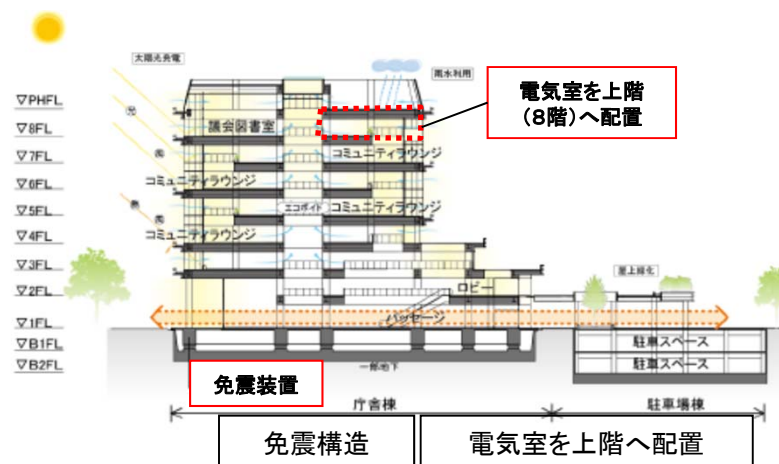 太陽光発電
雨水利用
電気室を上階
（8階）へ配置
▽PHFL
▽8FL
▽7FL
▽6FL
▽5FL
▽4FL
▽3FL
▽2FL
▽1FL
▽B1FL
▽B2FL
光
風
熱
風
議会図書室
コミュニティラウンジ
コミュニティラウンジ
エコボイド
コミュニティラウンジ
コミュニティラウンジ
屋上緑化
ロビー
パッセージ
駐車スペース
駐車スペース
一部地下
免震装置
庁舎棟
駐車場棟
免震構造
電気室を上階へ配置